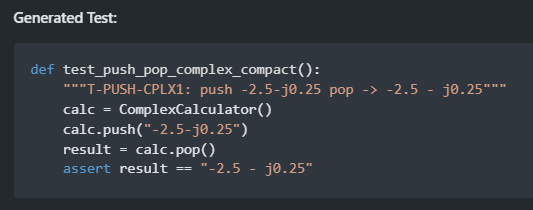 Generated Test:
def test_push_pop_complex_compact():
    """T-PUSH-CPLX1: push -2.5-j0.25 pop -> -2.5 - j0.25"""
    calc = ComplexCalculator()
    calc.push("-2.5-j0.25")
    result = calc.pop()
    assert result == "-2.5 - j0.25"